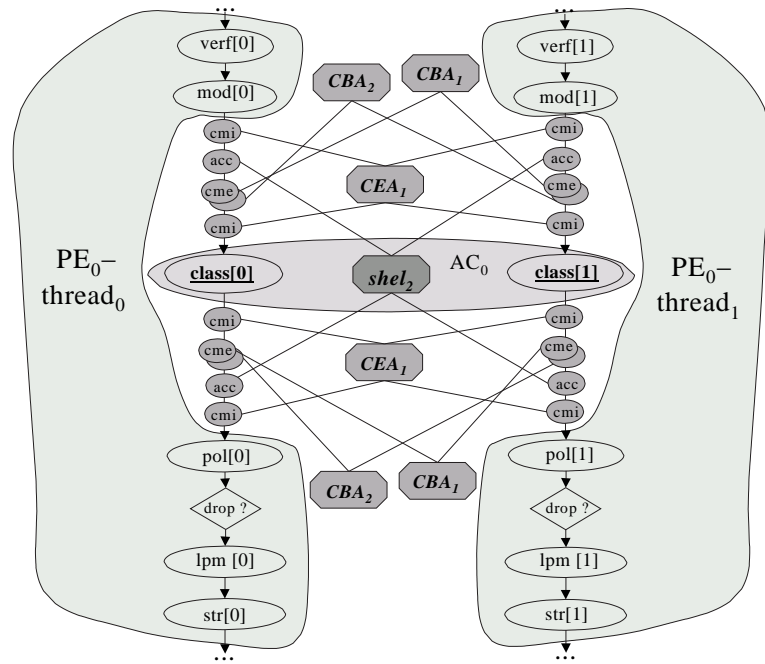 ... ...
verf[0] verf[1]
mod[0] CBA2 CBA1 mod[1]
cmi cmi
acc acc
cme CEA1 cme
cmi cmi
PE0– thread0
class[0] shel2 AC0 class[1]
PE0– thread1
cmi cmi
cme CEA1 cme
acc acc
cmi cmi
pol[0] CBA2 CBA1 pol[1]
drop ? drop ?
lpm [0] lpm [1]
str[0] str[1]
... ...